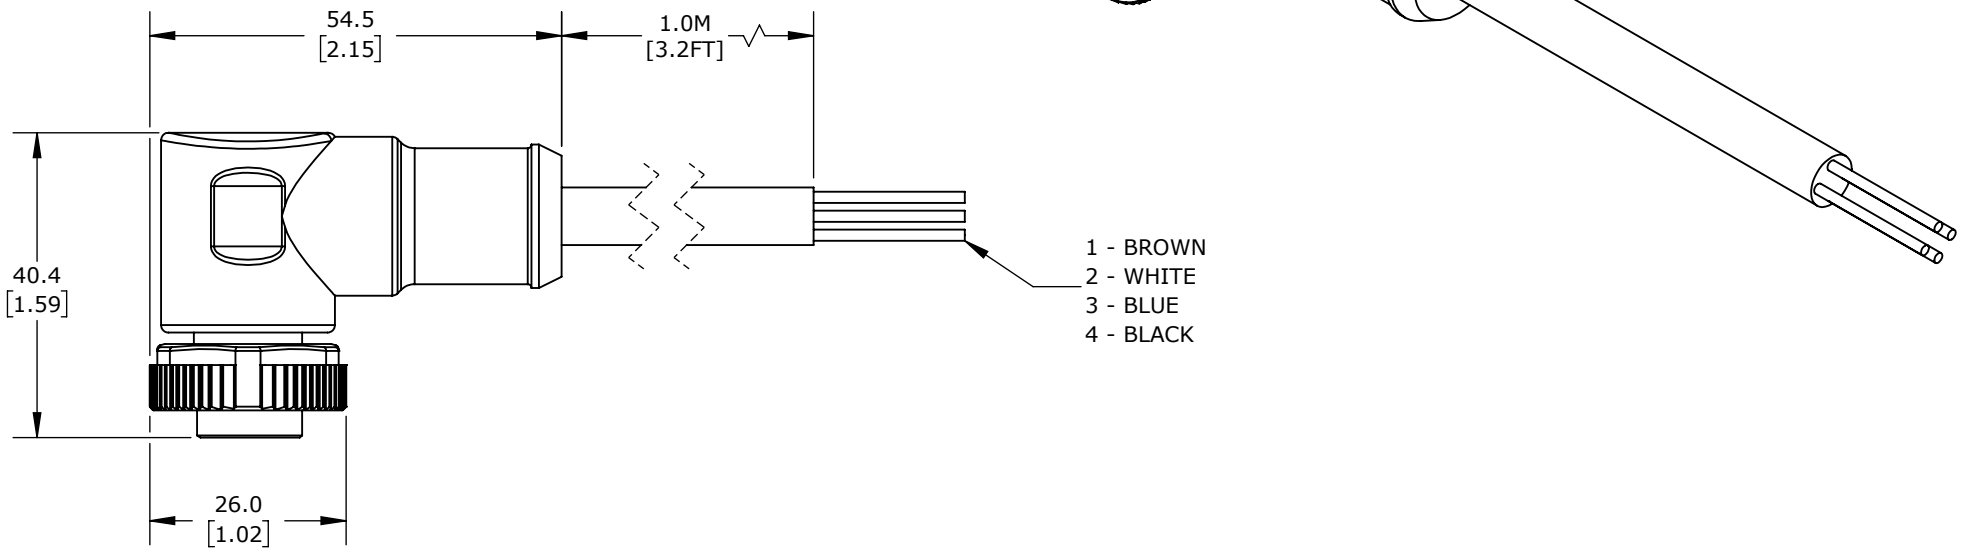 54.5
[2.15]
1.0M
[3.2FT]
40.4
[1.59]
1 - BROWN
2 - WHITE
3 - BLUE
4 - BLACK
26.0
[1.02]